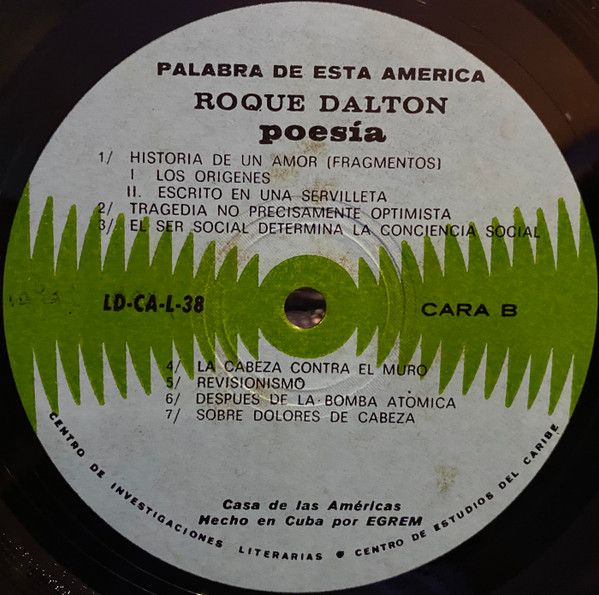 PALABRA DE ESTA AMERICA
ROQUE DALTON
poesía
1/ HISTORIA DE UN AMOR (FRAGMENTOS)
I LOS ORIGENES
II. ESCRITO EN UNA SERVILLETA
2/ TRAGEDIA NO PRECISAMENTE OPTIMISTA
3/ EL SER SOCIAL DETERMINA LA CONCIENCIA SOCIAL
LD-CA-L-38
CARA B
4/ LA CABEZA CONTRA EL MURO
5/ REVISIONISMO
6/ DESPUES DE LA BOMBA ATOMICA
7/ SOBRE DOLORES DE CABEZA
Casa de las Américas
Hecho en Cuba por EGREM
CENTRO DE INVESTIGACIONES LITERARIAS • CENTRO DE ESTUDIOS DEL CARIBE